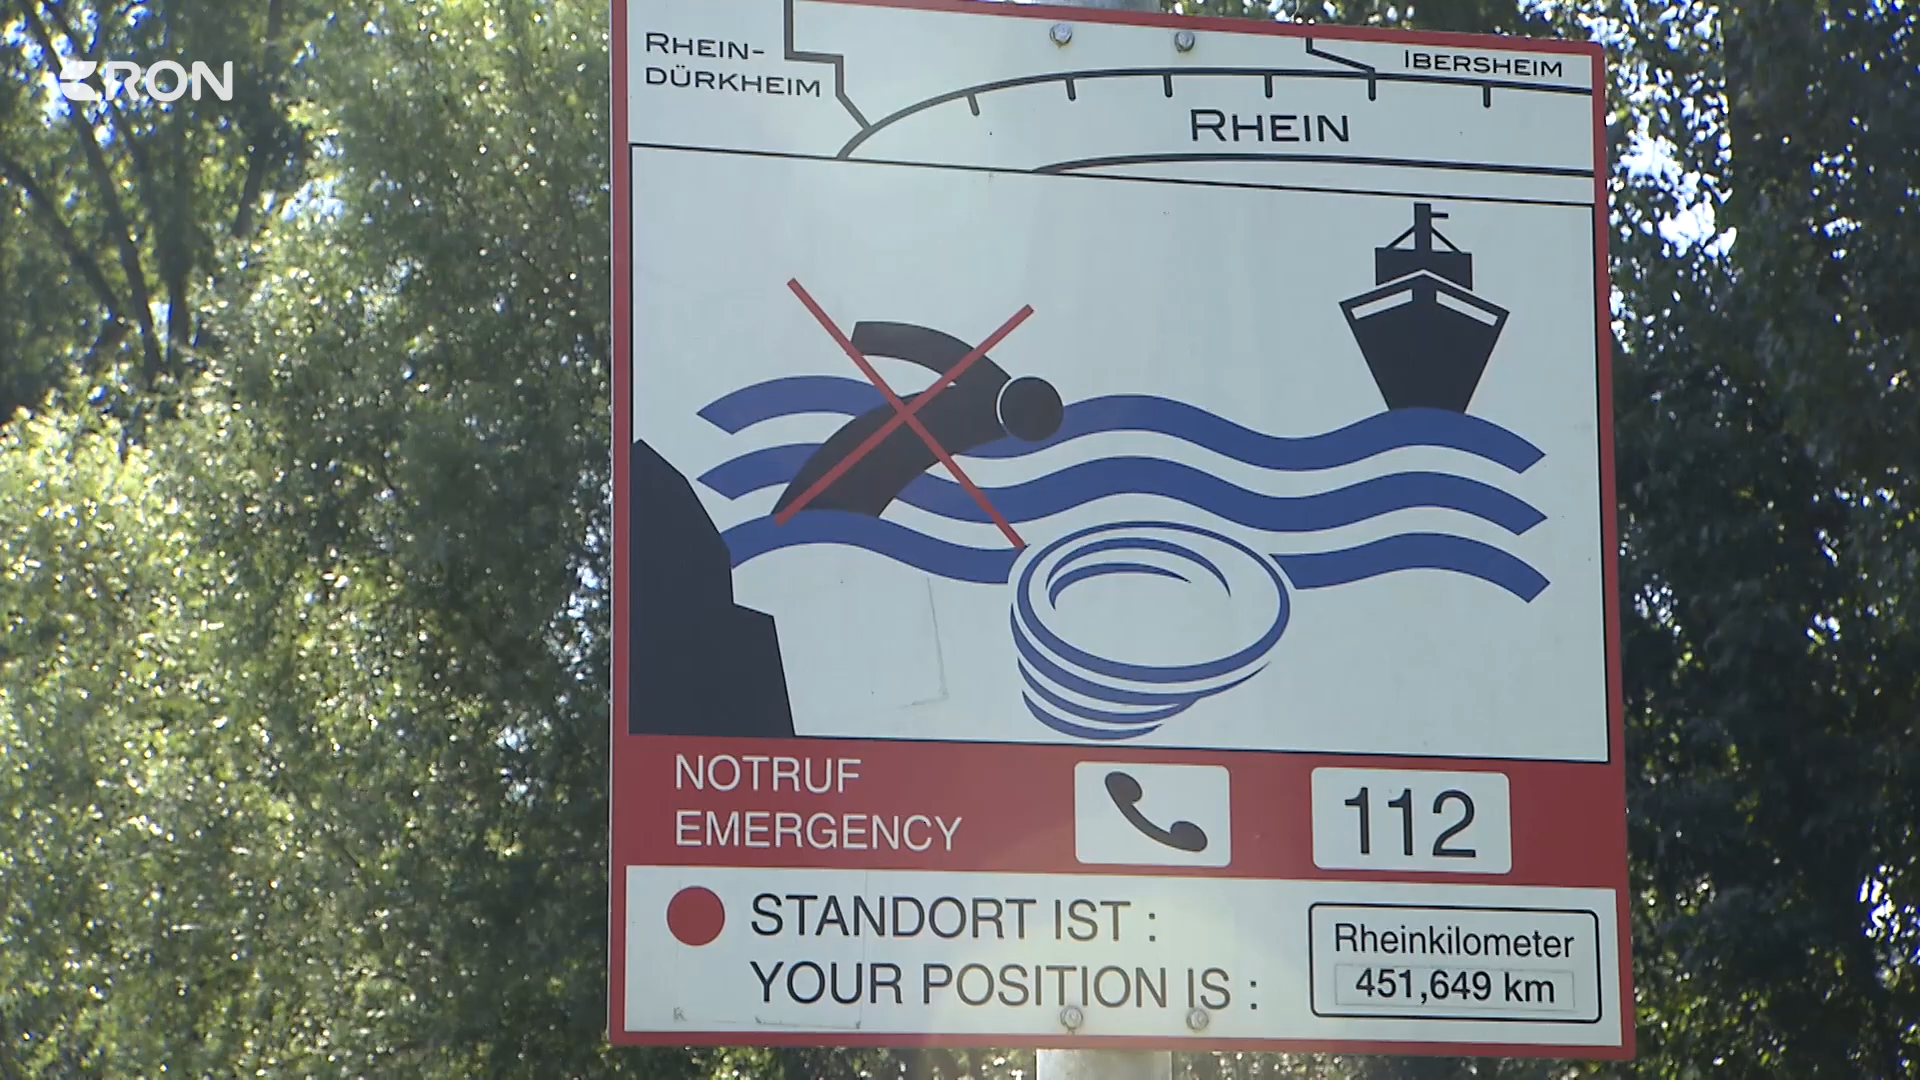 RON
RHEIN-
DÜRKHEIM
IBERSHEIM
RHEIN
NOTRUF
EMERGENCY
112
STANDORT IST :
YOUR POSITION IS :
Rheinkilometer
451,649 km